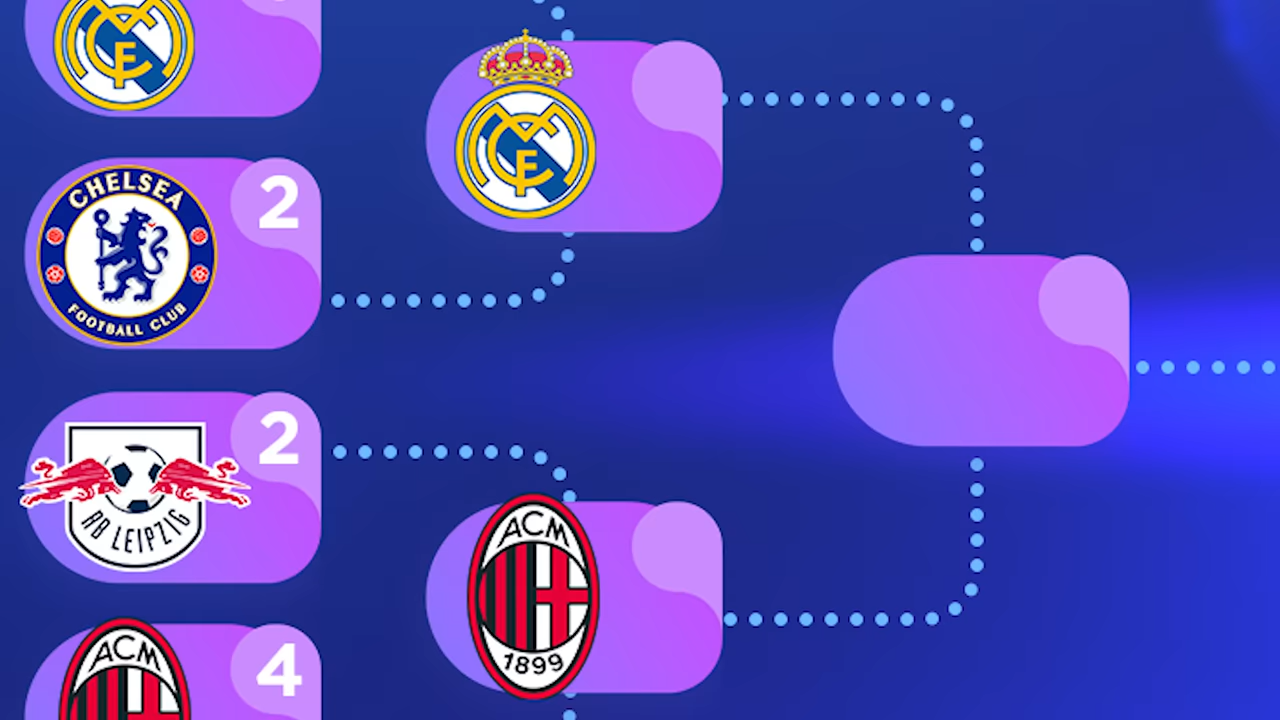 CHELSEA
FOOTBALL CLUB
2
RB LEIPZIG
2
ACM
4
ACM
1899